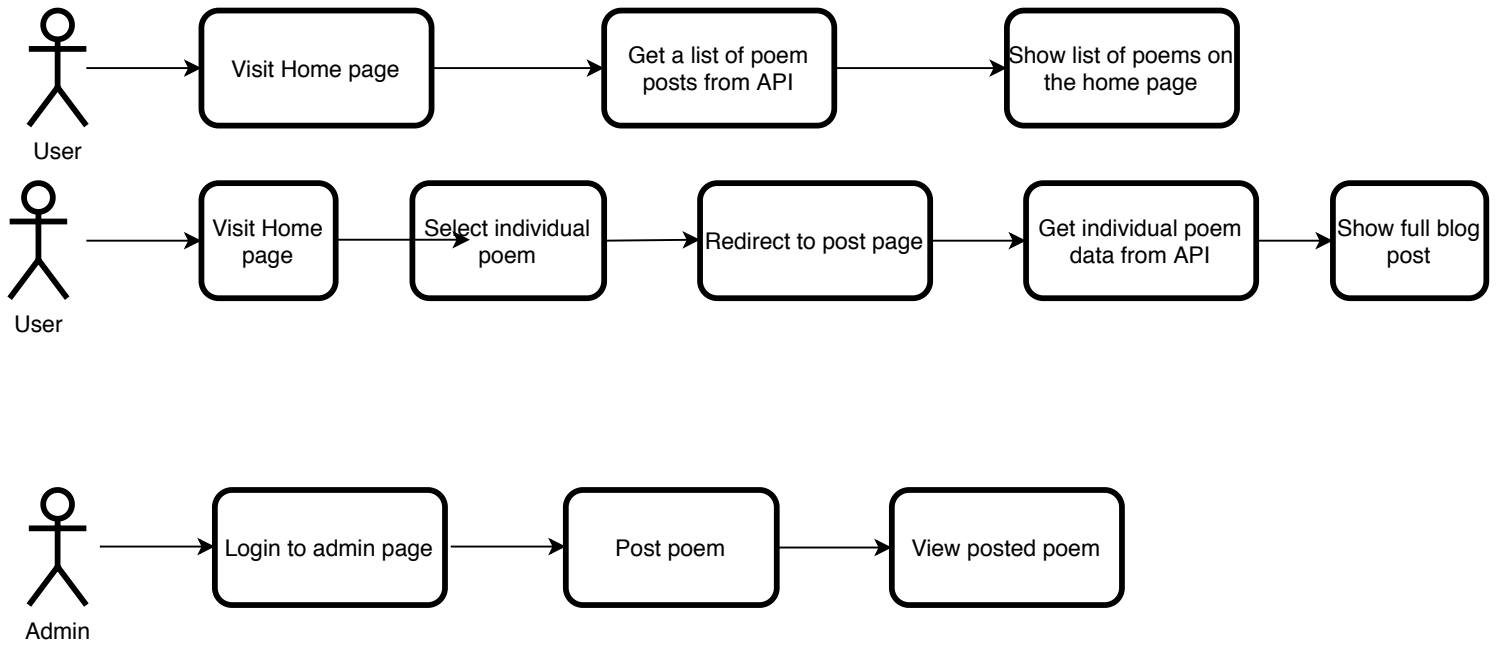 Visit Home page
Get a list of poem
posts from API
Show list of poems on
the home page
User
Visit Home
page
Select individual
poem
Redirect to post page
Get individual poem
data from API
Show full blog
post
User
Login to admin page
Post poem
View posted poem
Admin